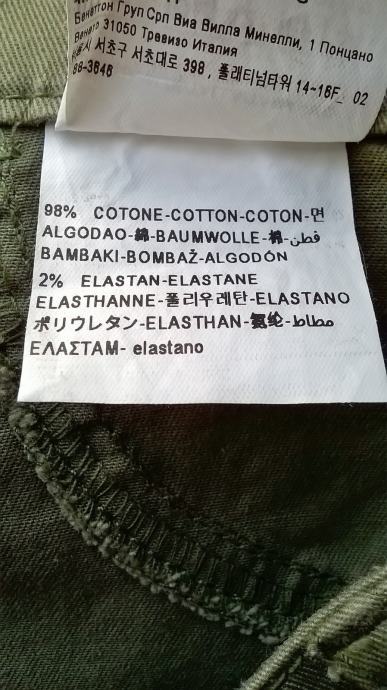 Бенеттон Груп Срл Виа Вилла Минелли, 1 Понцано
Венето 31050 Тревизо Италия
서초구 서초대로 398, 플래티넘타워 14-16F_ 02
88-3646
98% COTONE-COTTON-COTON-면
ALGODAO-綿-BAUMWOLLE-棉-قطن
BAMBAKI-BOMBAŽ-ALGODÓN
2% ELASTAN-ELASTANE
ELASTHANNE-폴리우레탄-ELASTANO
ポリウレタン-ELASTHAN-氨纶-مطاط
ΕΛΑΣΤΑΜ- elastano